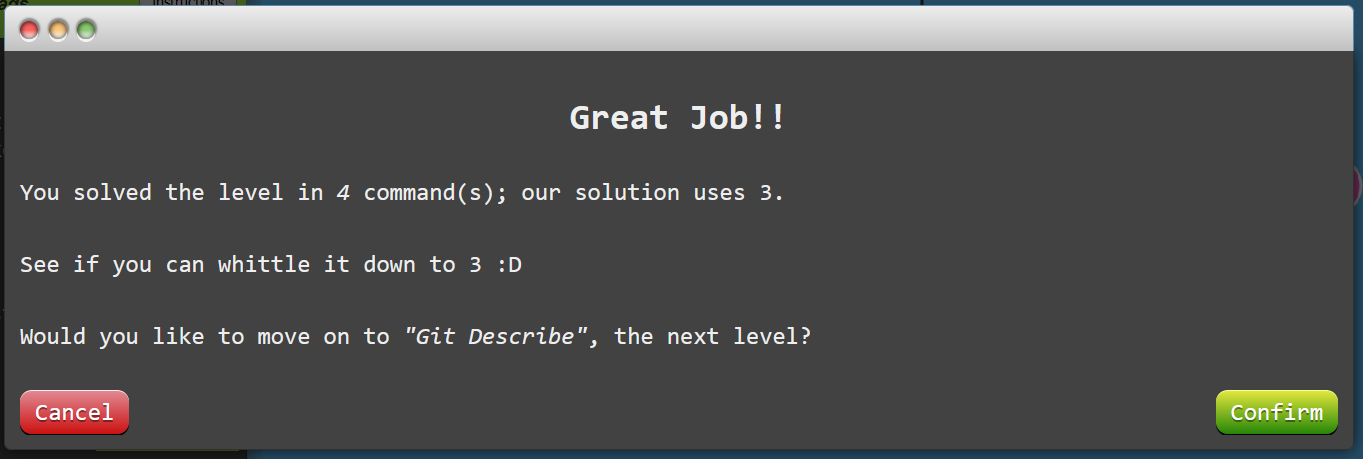 Instructions
Great Job!!
You solved the level in 4 command(s); our solution uses 3.
See if you can whittle it down to 3 :D
Would you like to move on to "Git Describe", the next level?
Cancel
Confirm